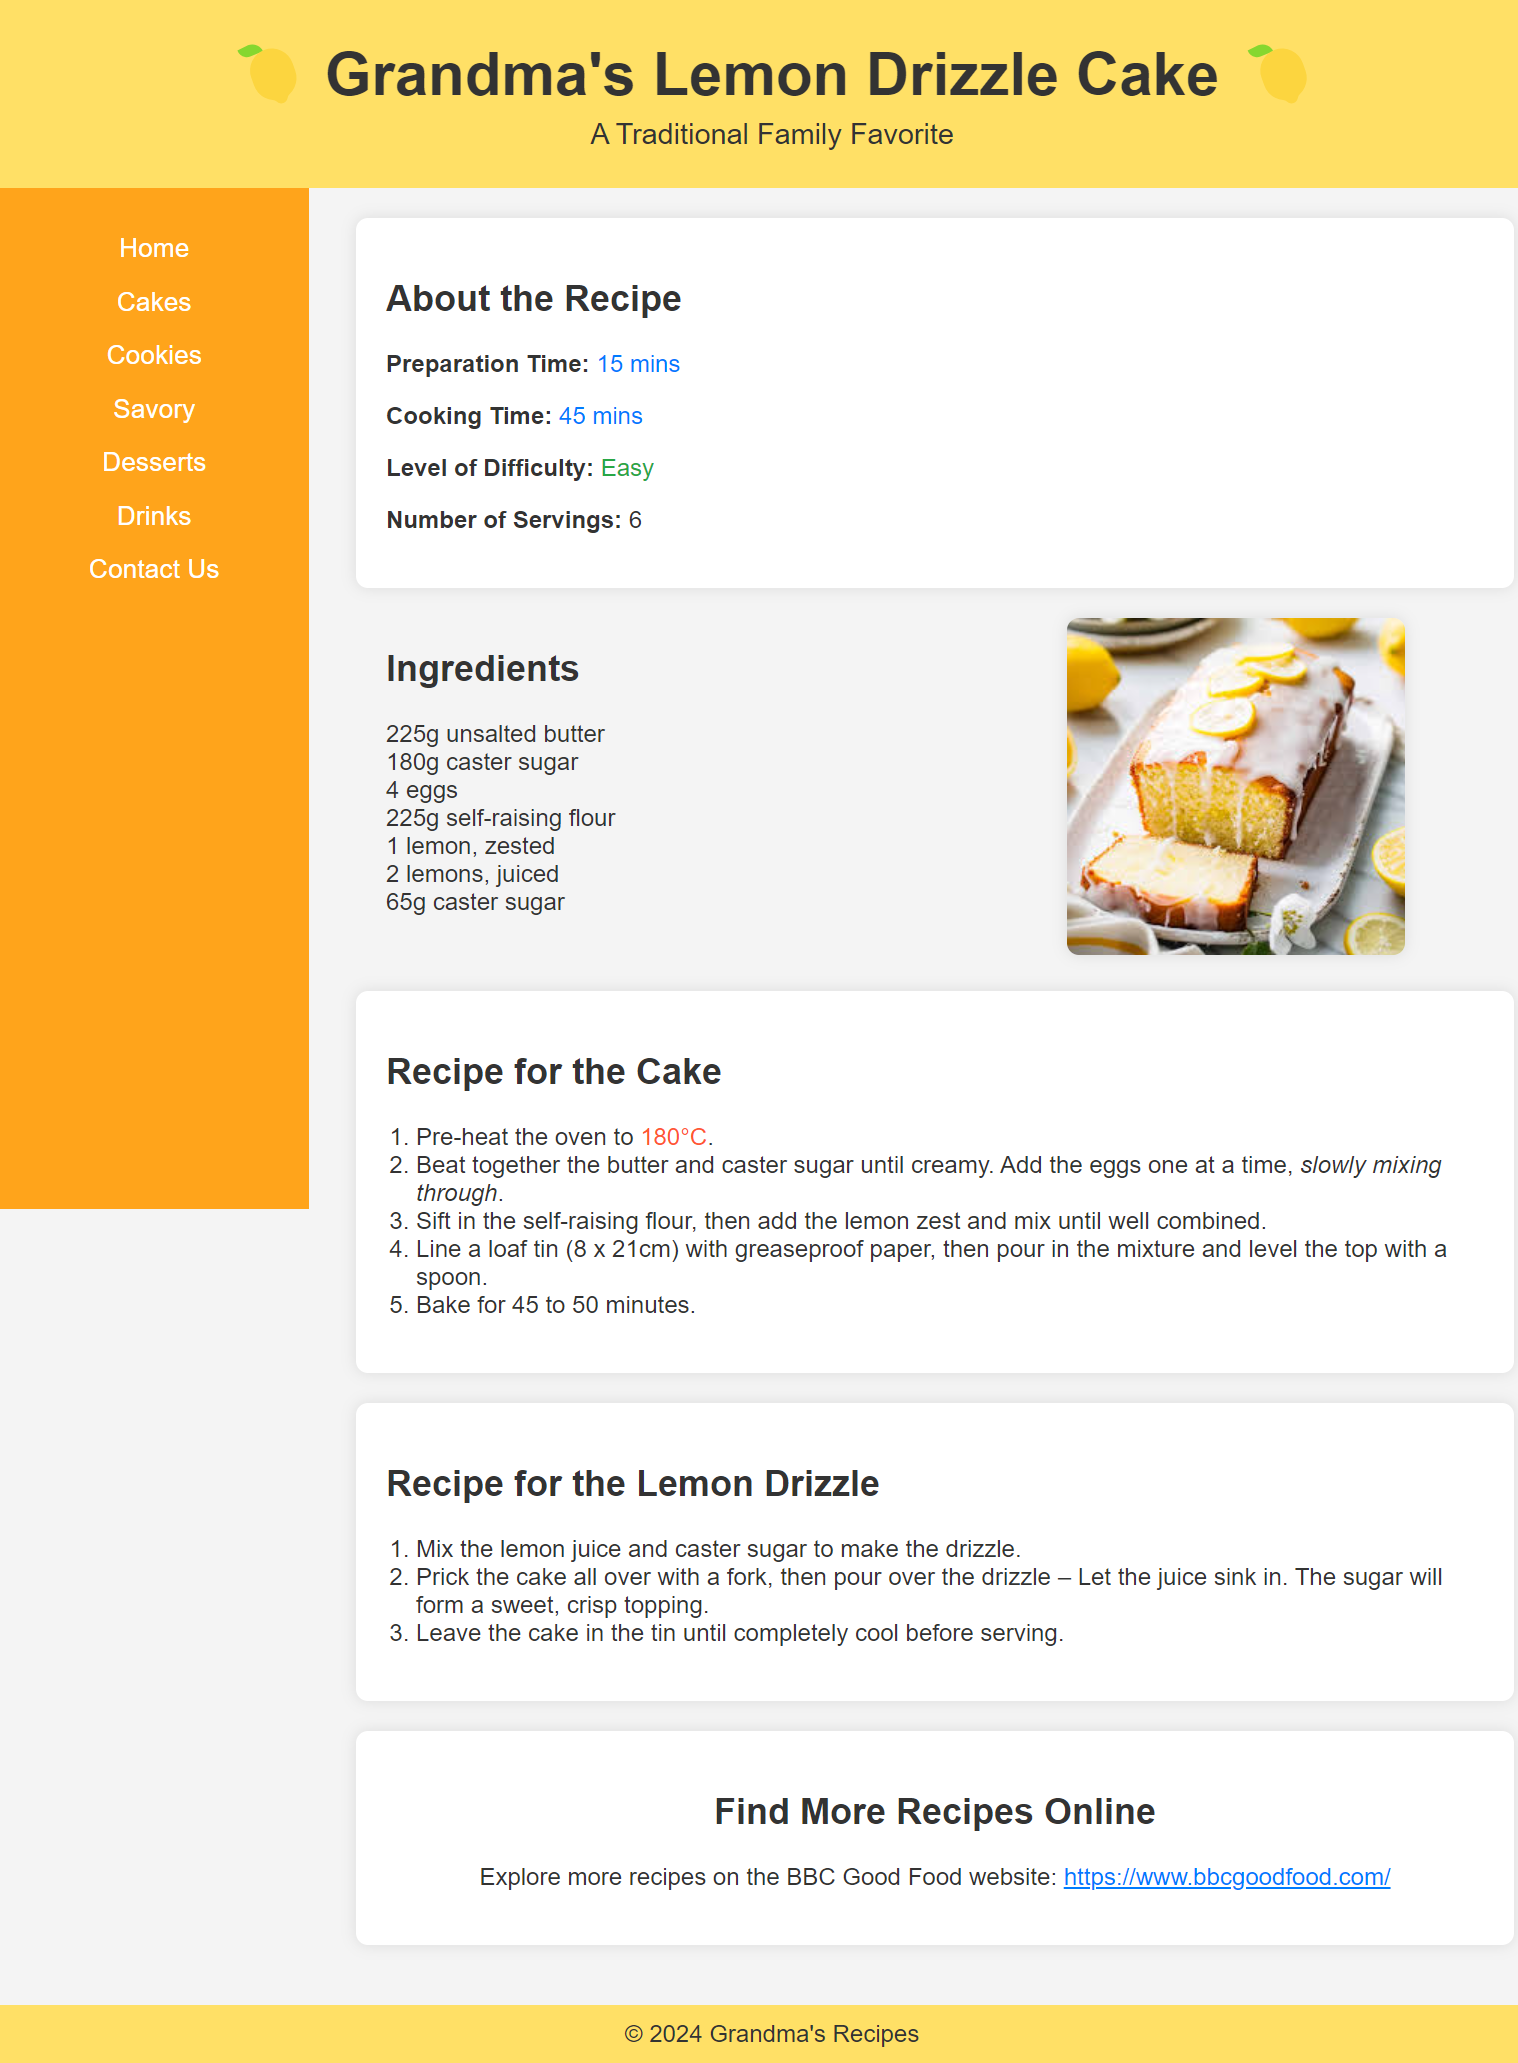 Grandma's Lemon Drizzle Cake
A Traditional Family Favorite
Home
Cakes
Cookies
Savory
Desserts
Drinks
Contact Us
About the Recipe
Preparation Time: 15 mins
Cooking Time: 45 mins
Level of Difficulty: Easy
Number of Servings: 6
Ingredients
225g unsalted butter
180g caster sugar
4 eggs
225g self-raising flour
1 lemon, zested
2 lemons, juiced
65g caster sugar
Recipe for the Cake
1. Pre-heat the oven to 180°C.
2. Beat together the butter and caster sugar until creamy. Add the eggs one at a time, slowly mixing
through.
3. Sift in the self-raising flour, then add the lemon zest and mix until well combined.
4. Line a loaf tin (8 x 21cm) with greaseproof paper, then pour in the mixture and level the top with a
spoon.
5. Bake for 45 to 50 minutes.
Recipe for the Lemon Drizzle
1. Mix the lemon juice and caster sugar to make the drizzle.
2. Prick the cake all over with a fork, then pour over the drizzle – Let the juice sink in. The sugar will
form a sweet, crisp topping.
3. Leave the cake in the tin until completely cool before serving.
Find More Recipes Online
Explore more recipes on the BBC Good Food website: https://www.bbcgoodfood.com/
© 2024 Grandma's Recipes